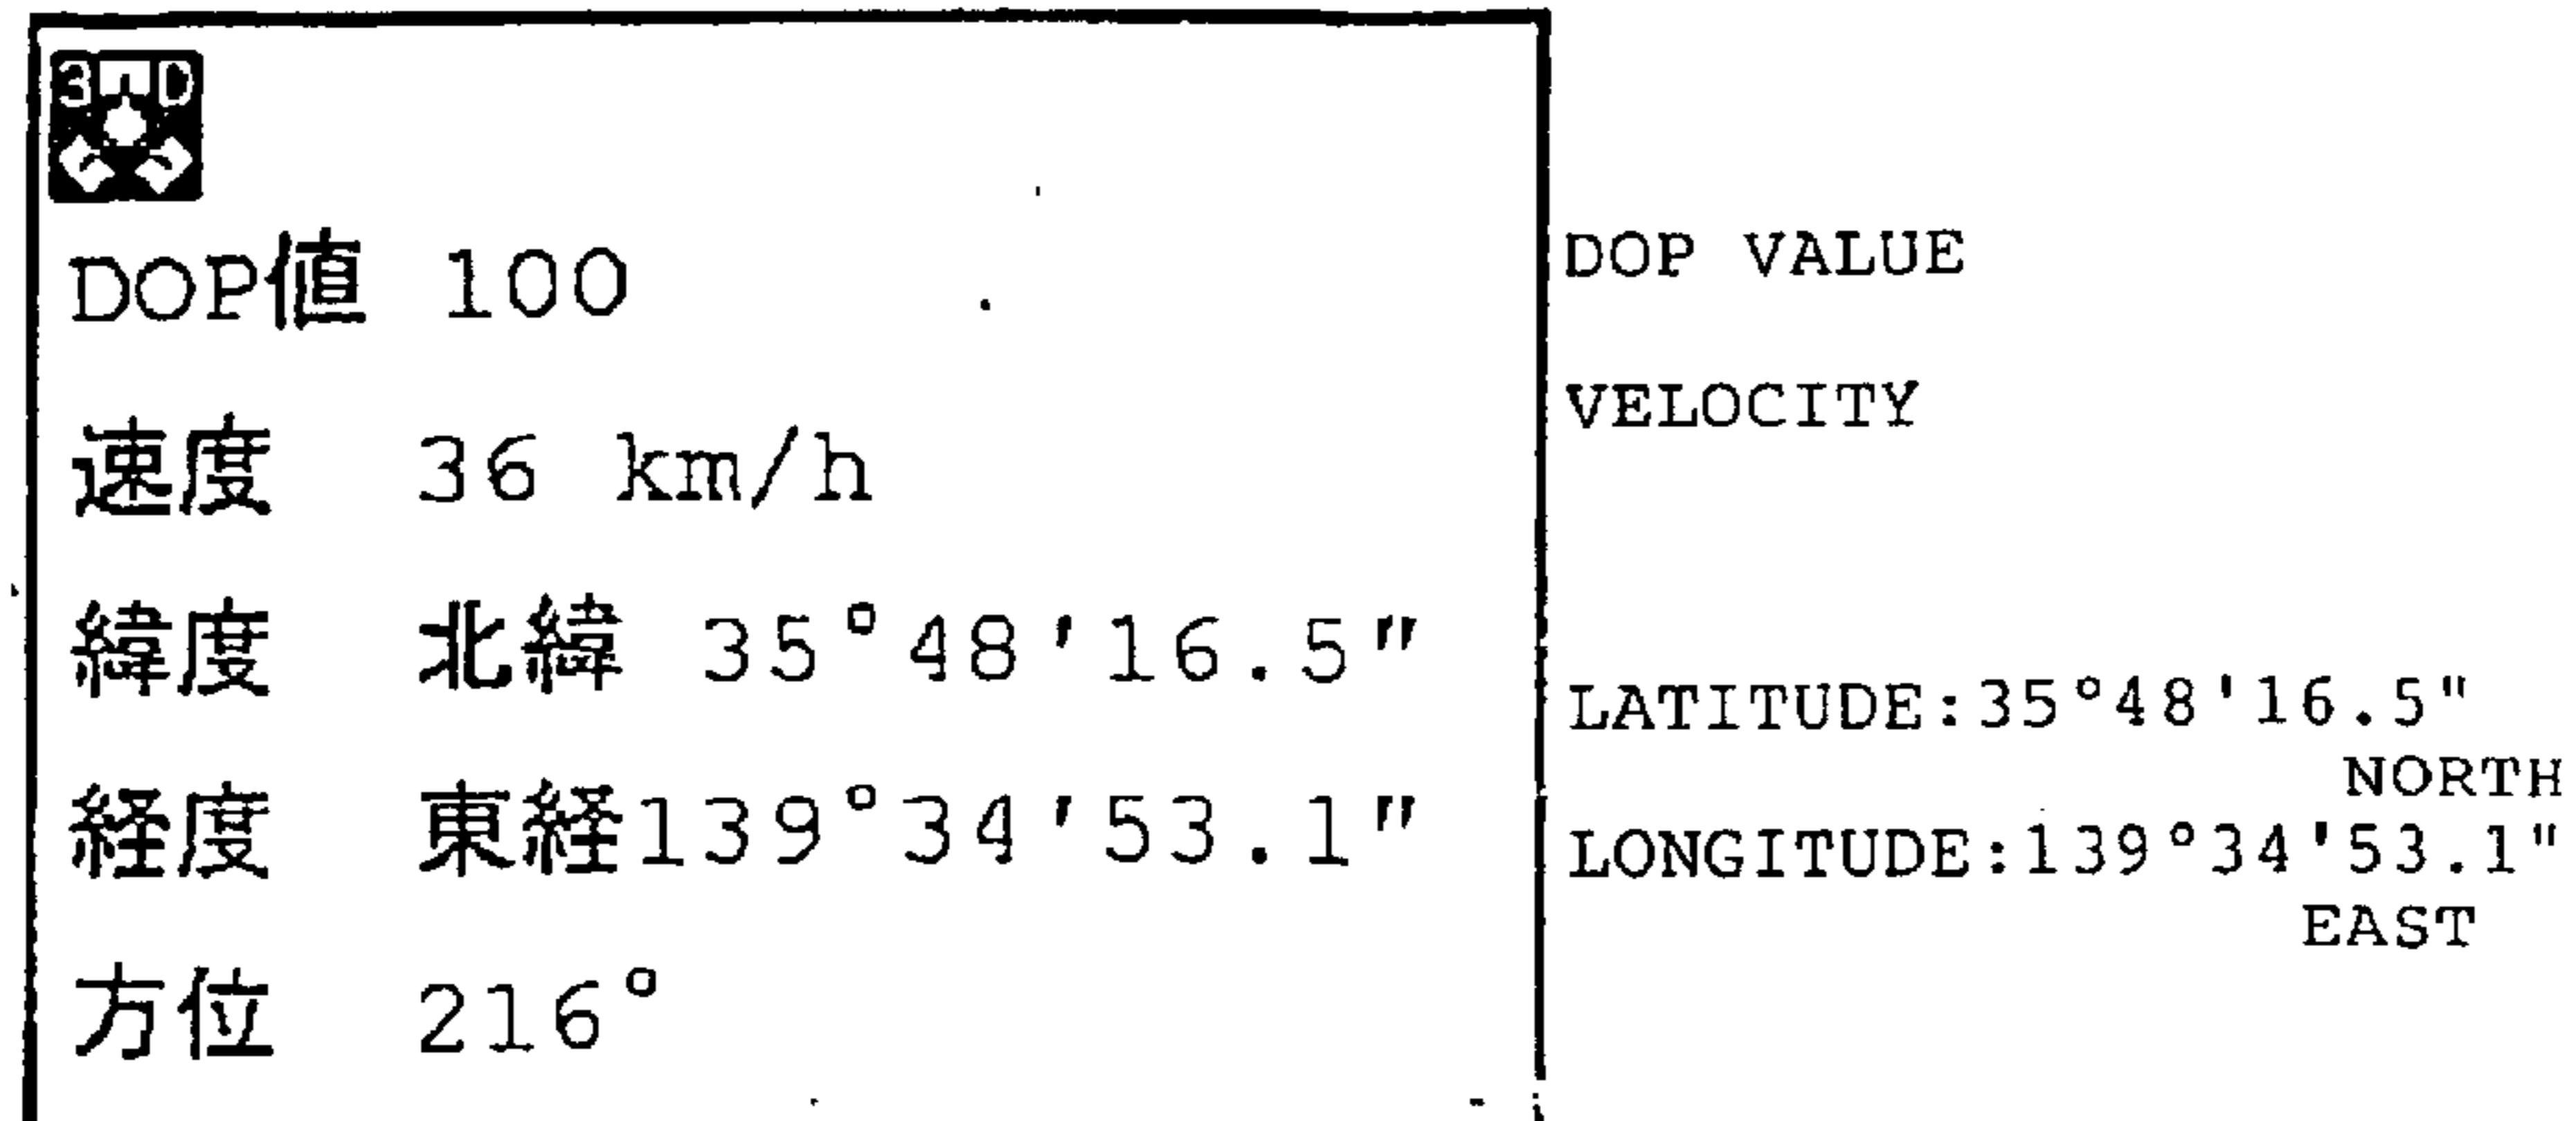 3 D
DOP値 100
DOP VALUE
速度 36 km/h
VELOCITY
緯度 北緯 35°48'16.5"
LATITUDE:35°48'16.5"
NORTH
経度 東経139°34'53.1"
LONGITUDE:139°34'53.1"
EAST
方位 216°